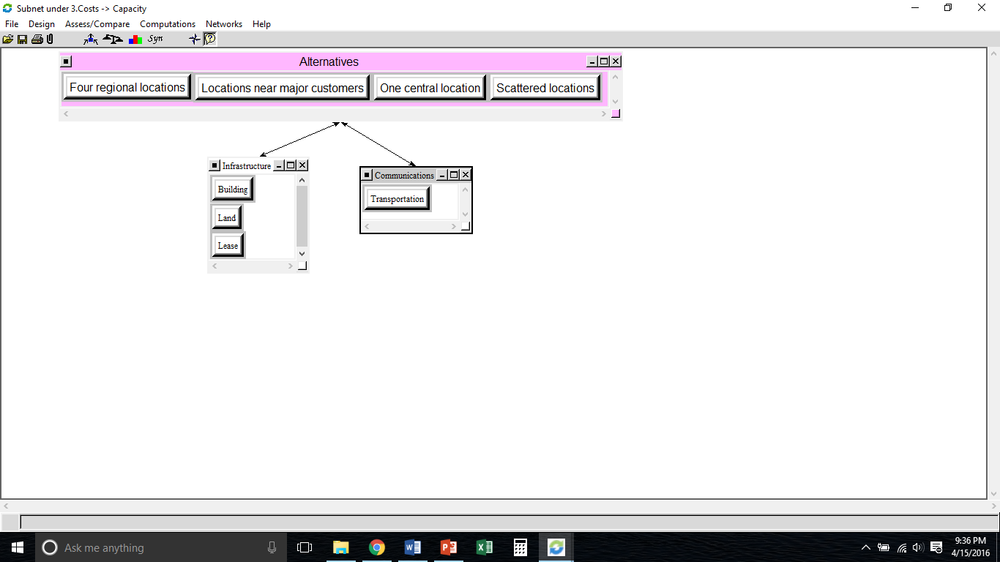 Subnet under 3.Costs -> Capacity
File Design Assess/Compare Computations Networks Help
Syn
Alternatives
Four regional locations Locations near major customers One central location Scattered locations
Infrastructure
Building
Land
Lease
Communications
Transportation
Ask me anything
9:36 PM
4/15/2016